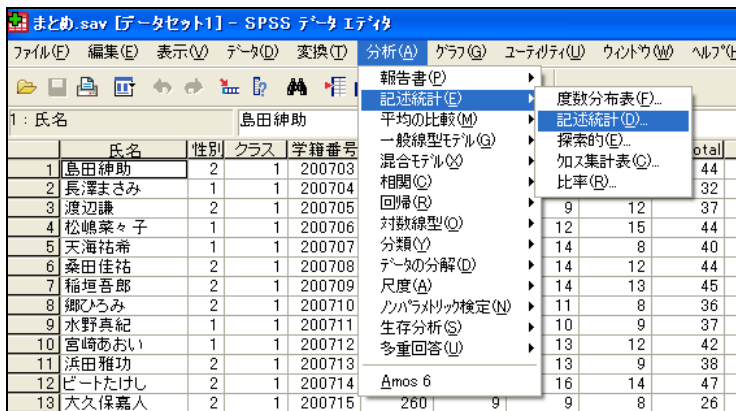 まとめ.sav [データセット1] - SPSS データ エディタ
ファイル(F) 編集(E) 表示(V) データ(D) 変換(T) 分析(A) グラフ(G) ユーティリティ(U) ウィンドウ(W) ヘルプ(H
報告書(P)
記述統計(E) 度数分布表(F)...
1 : 氏名 島田紳助 平均の比較(M) 記述統計(D)...
一般線型モデル(G) 探索的(E)...
氏名 性別 クラス 学籍番号 混合モデル(X) クロス集計表(C)... otal
1 島田紳助 2 1 200703 相関(C) 比率(R)... 44
2 長澤まさみ 1 1 200704 32
3 渡辺謙 2 1 200705 回帰(R) 9 12 37
4 松嶋菜々子 1 1 200706 対数線型(O) 12 15 44
5 天海祐希 1 1 200707 分類(Y) 14 8 40
6 桑田佳祐 2 1 200708 データの分解(D) 14 12 44
7 稲垣吾郎 2 1 200709 尺度(A) 14 13 45
8 郷ひろみ 2 1 200710 ノンパラメトリック検定(N) 11 8 36
9 水野真紀 1 1 200711 生存分析(S) 10 9 37
10 宮崎あおい 1 1 200712 多重回答(U) 13 12 42
11 浜田雅功 2 1 200713 13 9 38
12 ビートたけし 2 1 200714 Amos 6 16 14 47
13 大久保嘉人 2 1 200715 260 9 9 8 26